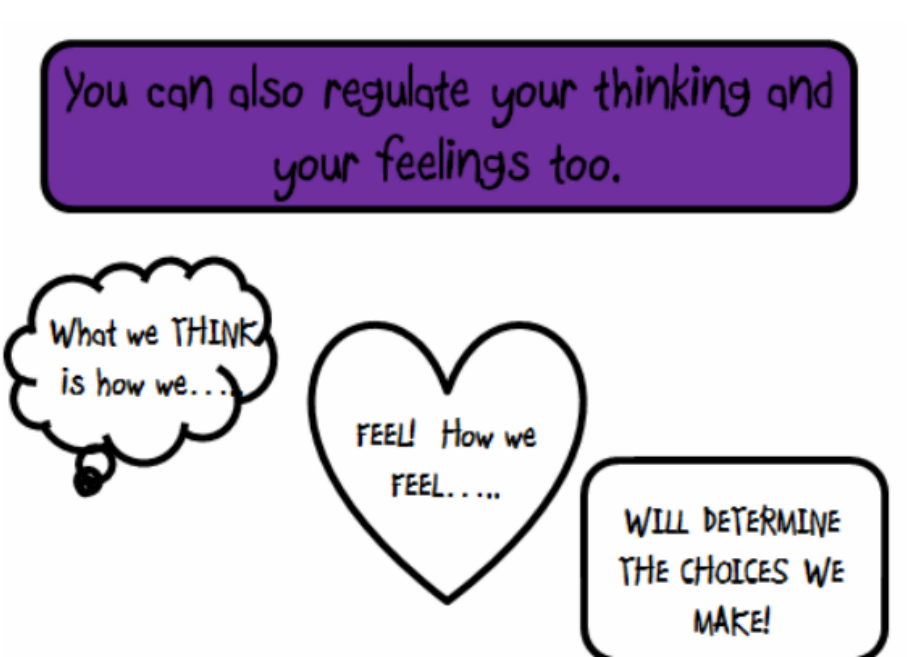 You can also regulate your thinking and
your feelings too.
What we THINK
is how we.....
FEEL! How we
FEEL.....
WILL DETERMINE
THE CHOICES WE
MAKE!